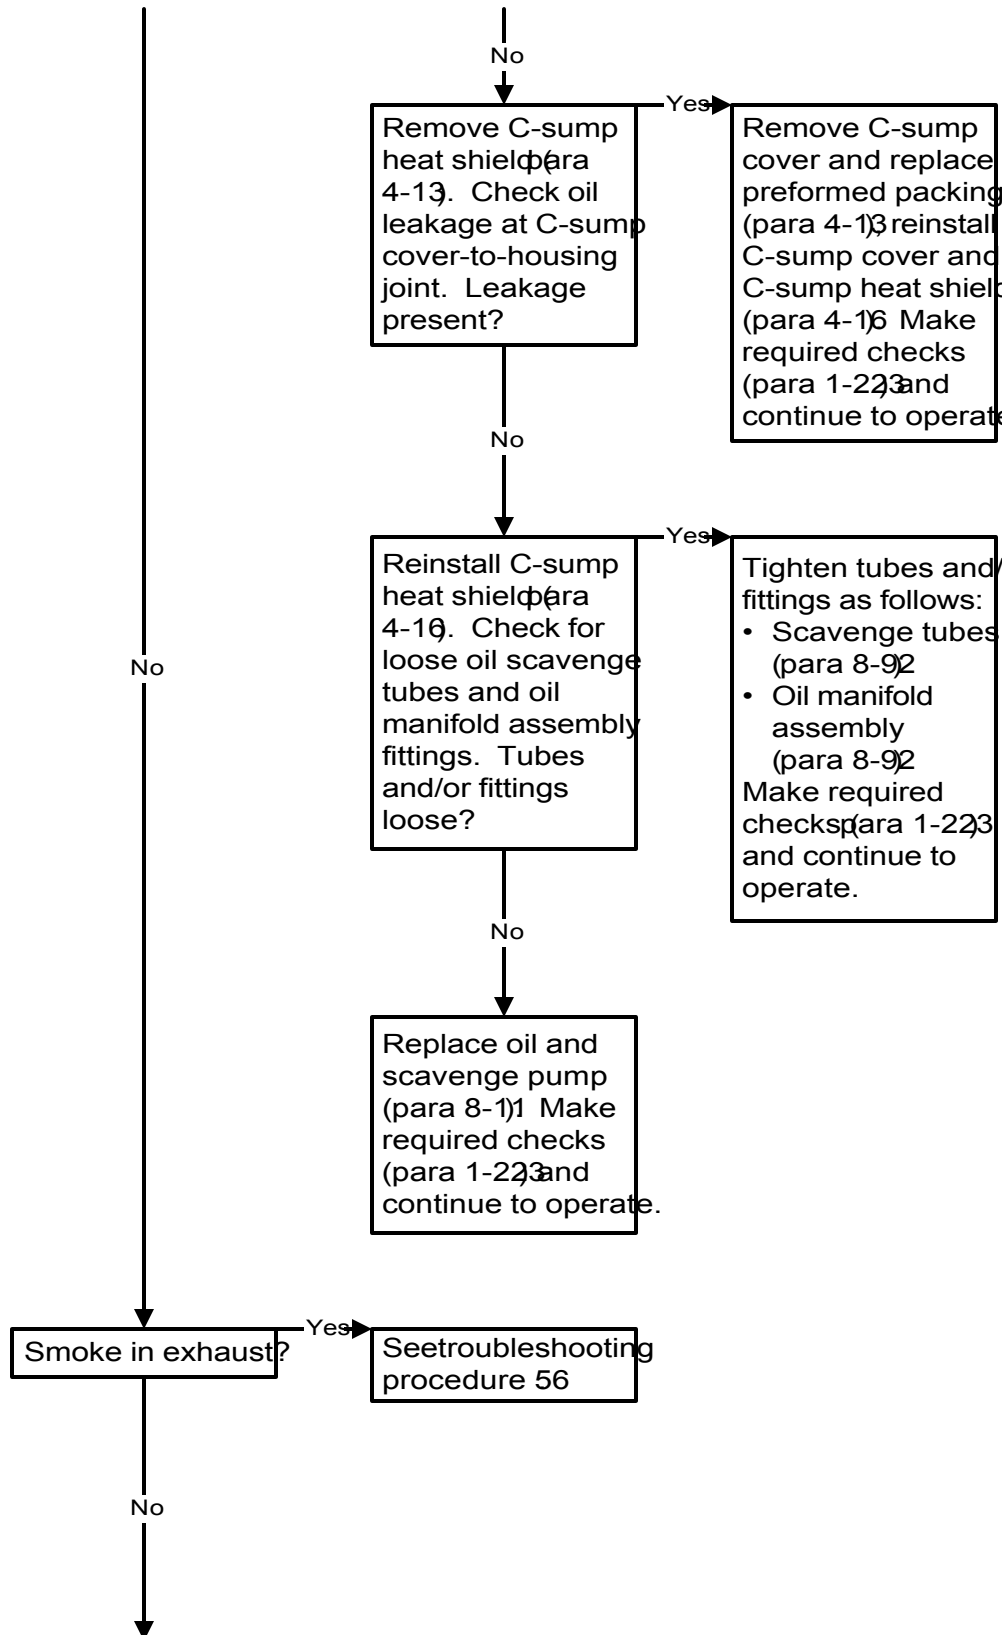 No
Remove C-sump
heat shield (para
4-13).  Check oil
leakage at C-sump
cover-to-housing
joint.  Leakage
present?
Yes
Remove C-sump
cover and replace
preformed packing
(para 4-13), reinstall
C-sump cover and
C-sump heat shield
(para 4-16).  Make
required checks
(para 1-223) and
continue to operate
No
Reinstall C-sump
heat shield (para
4-16).  Check for
loose oil scavenge
tubes and oil
manifold assembly
fittings.  Tubes
and/or fittings
loose?
Yes
Tighten tubes and/
fittings as follows:
• Scavenge tubes
(para 8-92)
• Oil manifold
assembly
(para 8-92)
Make required
checks (para 1-223)
and continue to
operate.
No
No
Replace oil and
scavenge pump
(para 8-11).  Make
required checks
(para 1-223) and
continue to operate.
Smoke in exhaust?
Yes
See troubleshooting
procedure 56
No